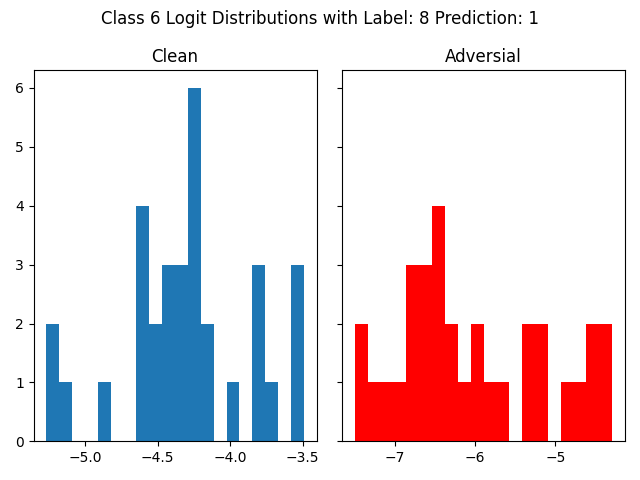 Class 6 Logit Distributions with Label: 8 Prediction: 1
Clean
Adversial
6
5
4
3
2
1
0
−5.0 −4.5 −4.0 −3.5
−7 −6 −5